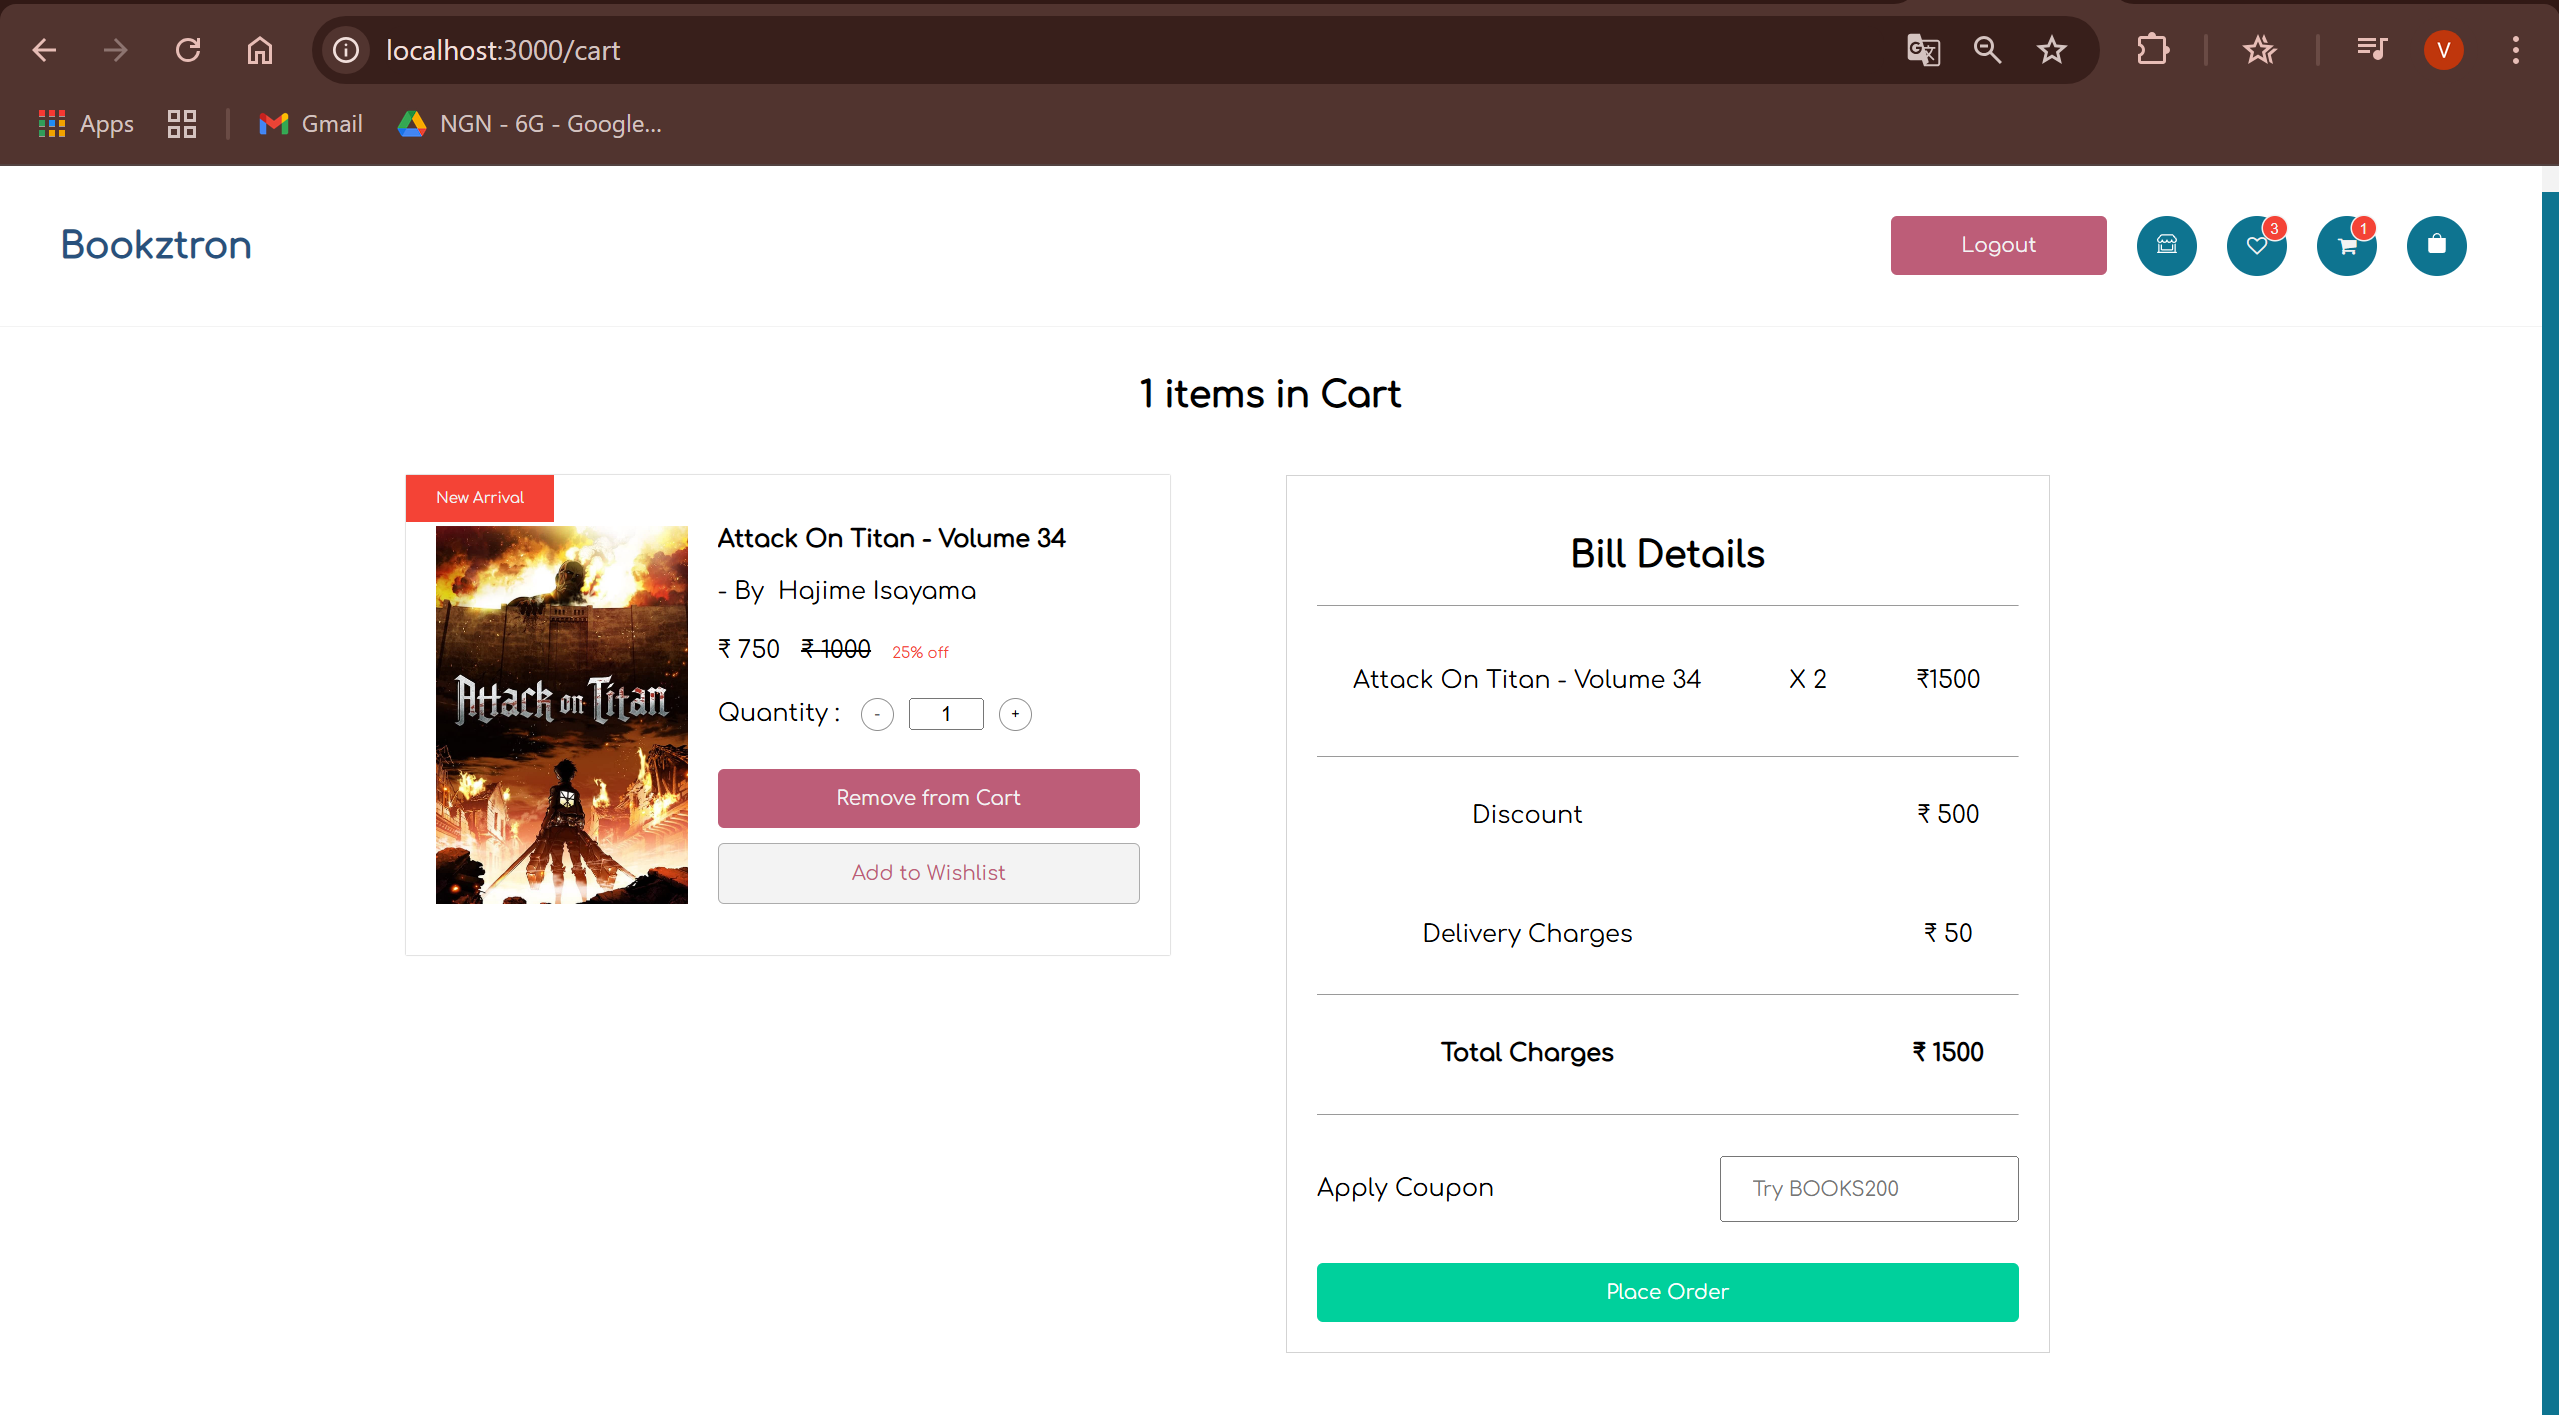 localhost:3000/cart
V
Apps
Gmail
NGN - 6G - Google...
Bookztron
Logout
3
1
1 items in Cart
New Arrival
Attack on Titan
Attack On Titan - Volume 34
- By Hajime Isayama
₹ 750 ₹ 1000 25% off
Quantity : - 1 +
Remove from Cart
Add to Wishlist
Bill Details
Attack On Titan - Volume 34 X 2 ₹1500
Discount ₹ 500
Delivery Charges ₹ 50
Total Charges ₹ 1500
Apply Coupon Try BOOKS200
Place Order